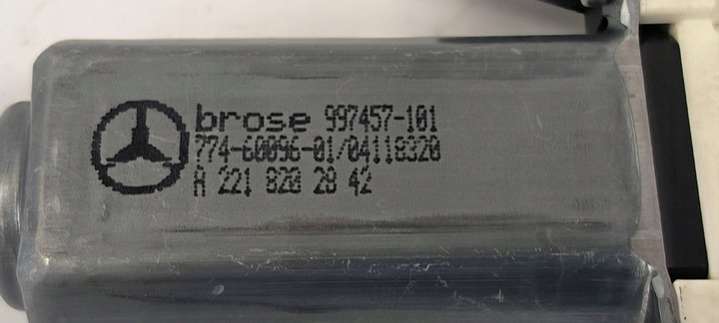 brose 997457-101
774-60096-01/04118320
A 221 820 28 42